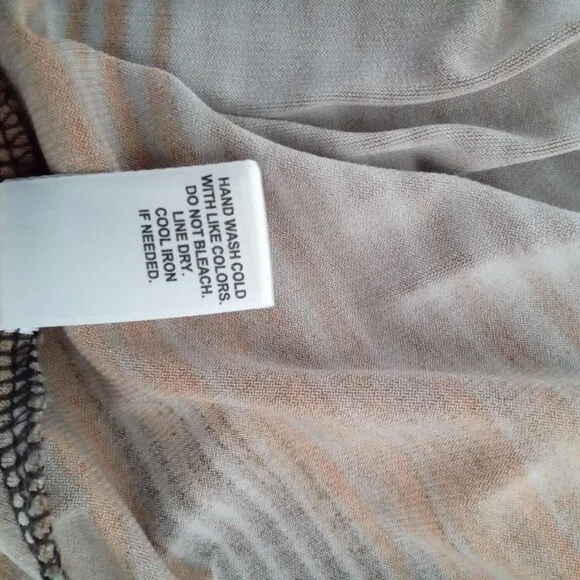 HAND WASH COLD
WITH LIKE COLORS.
DO NOT BLEACH.
LINE DRY.
COOL IRON
IF NEEDED.